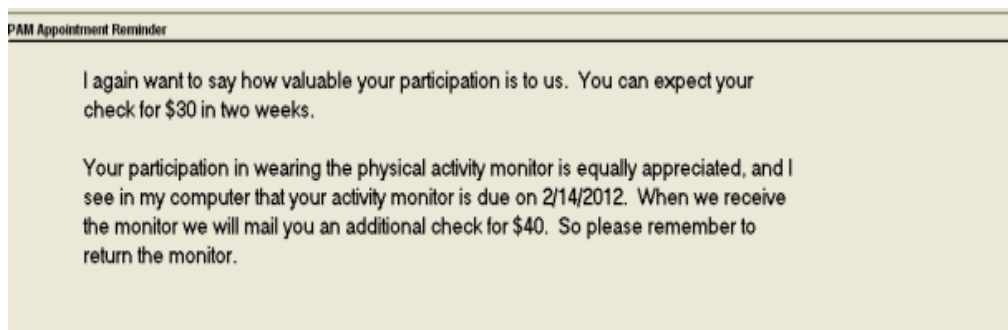 PAM Appointment Reminder
I again want to say how valuable your participation is to us. You can expect your
check for $30 in two weeks.
Your participation in wearing the physical activity monitor is equally appreciated, and I
see in my computer that your activity monitor is due on 2/14/2012. When we receive
the monitor we will mail you an additional check for $40. So please remember to
return the monitor.